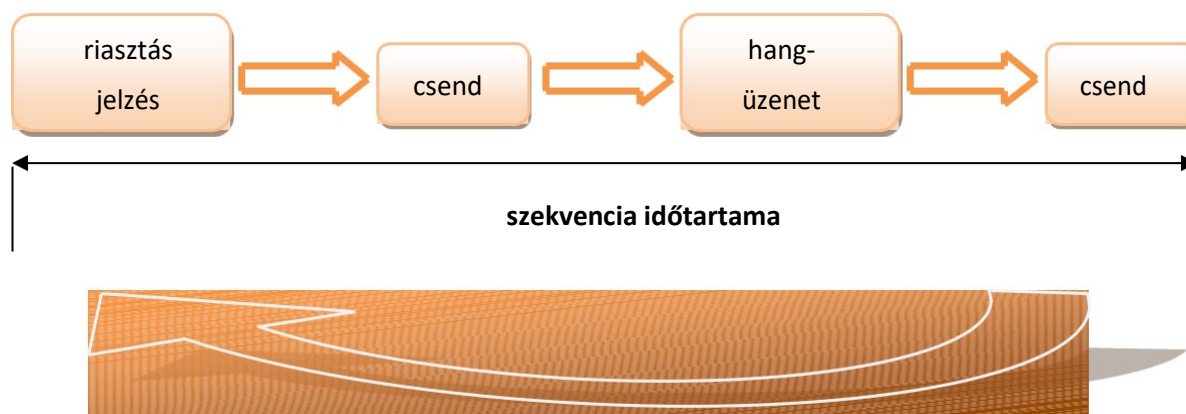 riasztás
jelzés
csend
hang-
üzenet
csend
szekvencia időtartama